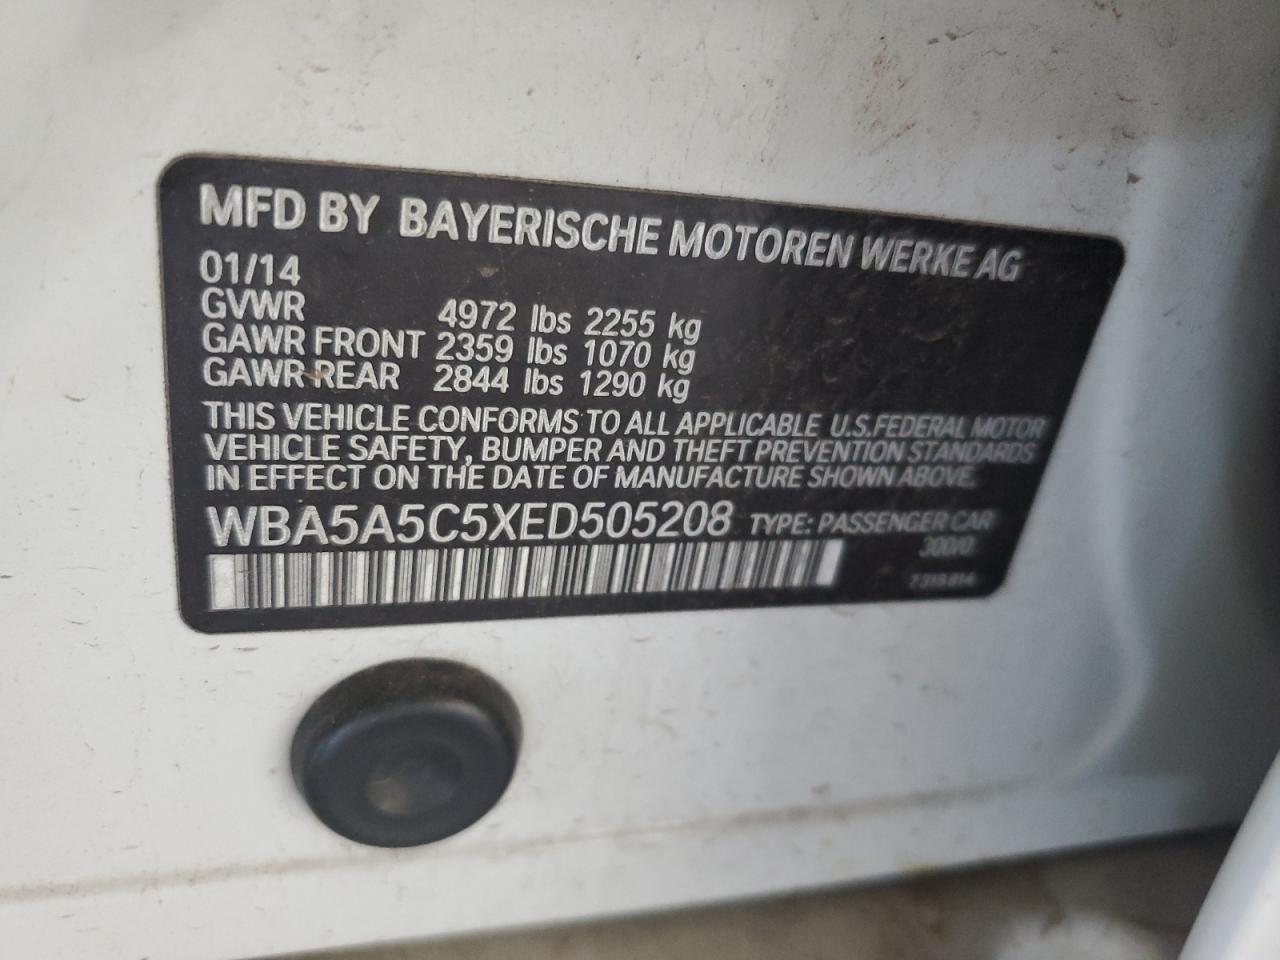 MFD BY BAYERISCHE MOTOREN WERKE AG
01/14
GVWR 4972 lbs 2255 kg
GAWR FRONT 2359 lbs 1070 kg
GAWR REAR 2844 lbs 1290 kg
THIS VEHICLE CONFORMS TO ALL APPLICABLE U.S.FEDERAL MOTOR
VEHICLE SAFETY, BUMPER AND THEFT PREVENTION STANDARDS
IN EFFECT ON THE DATE OF MANUFACTURE SHOWN ABOVE.
WBA5A5C5XED505208 TYPE: PASSENGER CAR
300/0